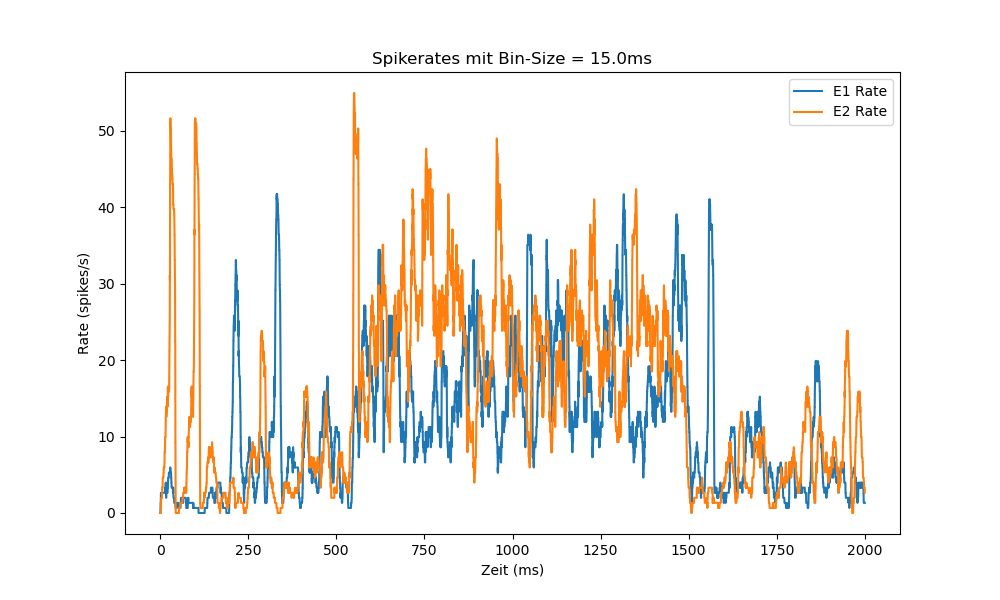 Spikerates mit Bin-Size = 15.0ms
E1 Rate
E2 Rate
Rate (spikes/s)
50
40
30
20
10
0
0 250 500 750 1000 1250 1500 1750 2000
Zeit (ms)